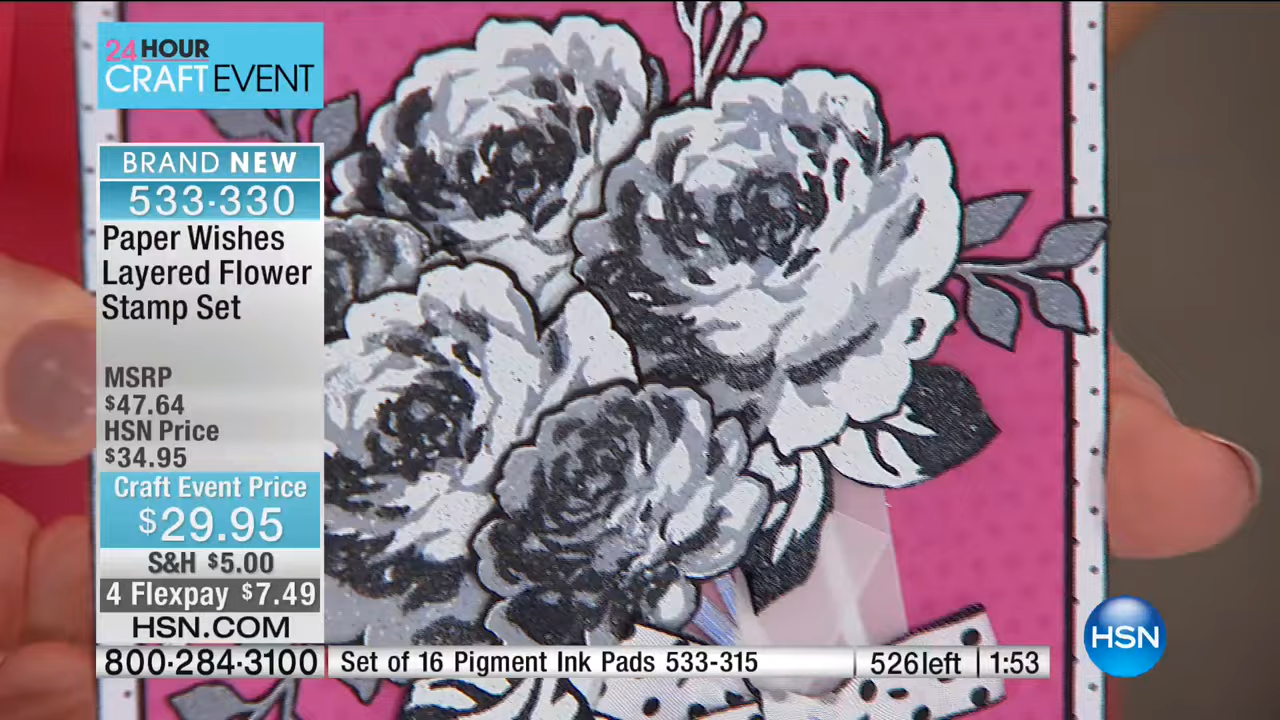 24 HOUR
CRAFT EVENT
BRAND NEW
533·330
Paper Wishes
Layered Flower
Stamp Set
MSRP
$47.64
HSN Price
$34.95
Craft Event Price
$29.95
S&H $5.00
4 Flexpay $7.49
HSN.COM
800·284·3100 Set of 16 Pigment Ink Pads 533-315 526left 1:53
HSN